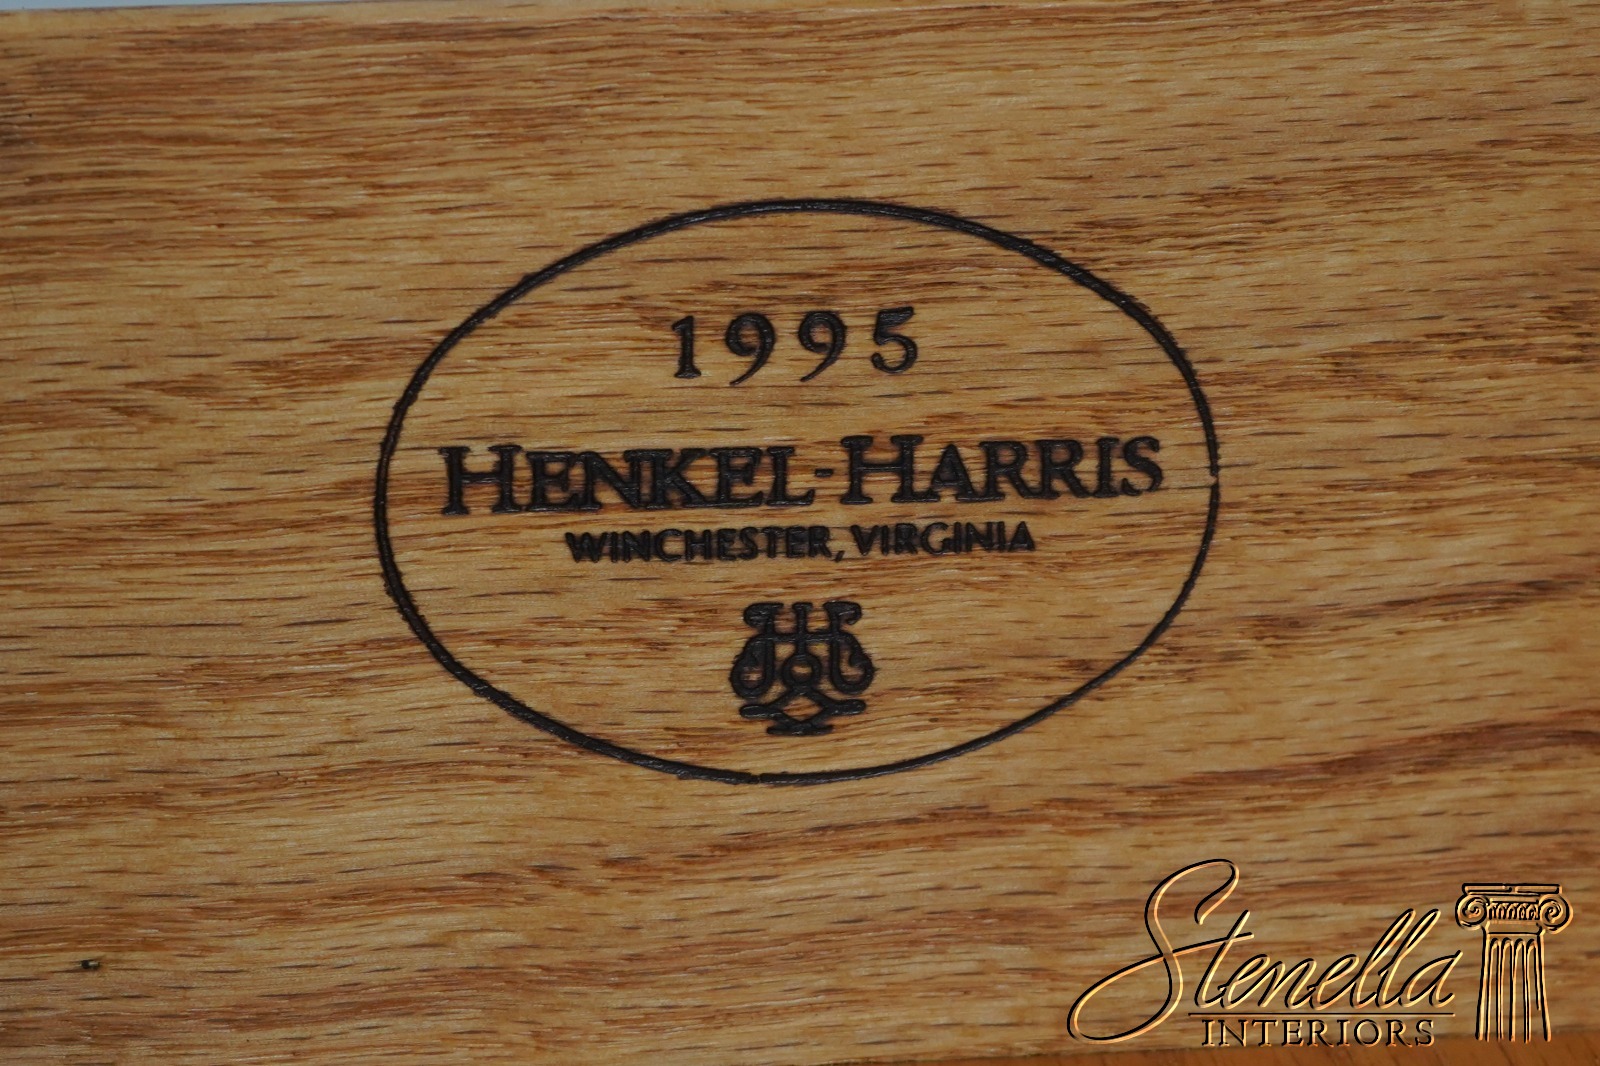 1995
HENKEL-HARRIS
WINCHESTER, VIRGINIA
Stenella
INTERIORS